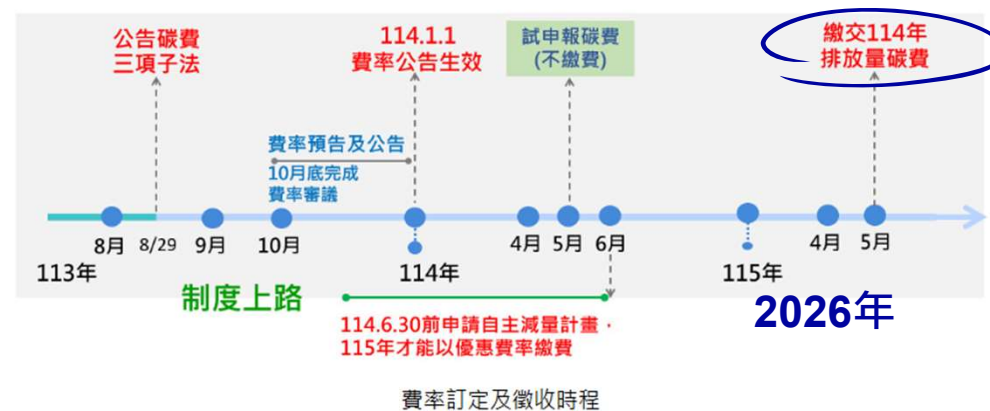 公告碳費
三項子法
114.1.1
費率公告生效
試申報碳費
(不繳費)
繳交114年
排放量碳費
費率預告及公告
10月底完成
費率審議
8月
8/29
9月
10月
4月
5月
6月
4月
5月
113年
114年
115年
制度上路
2026年
114.6.30前申請自主減量計畫，
115年才能以優惠費率繳費
費率訂定及徵收時程